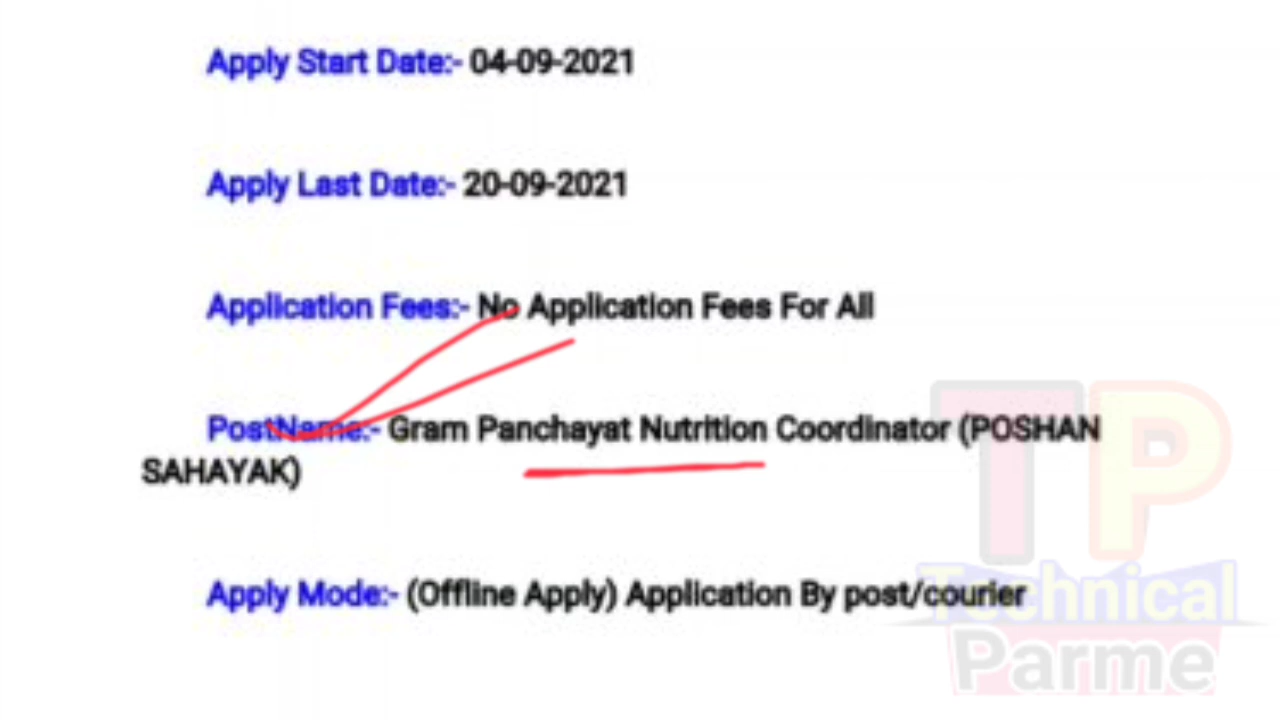 Apply Start Date:- 04-09-2021
Apply Last Date:- 20-09-2021
Application Fees:- No Application Fees For All
PostName:- Gram Panchayat Nutrition Coordinator (POSHAN
SAHAYAK)
Apply Mode:- (Offline Apply) Application By post/courier
TP
Technical
Parme